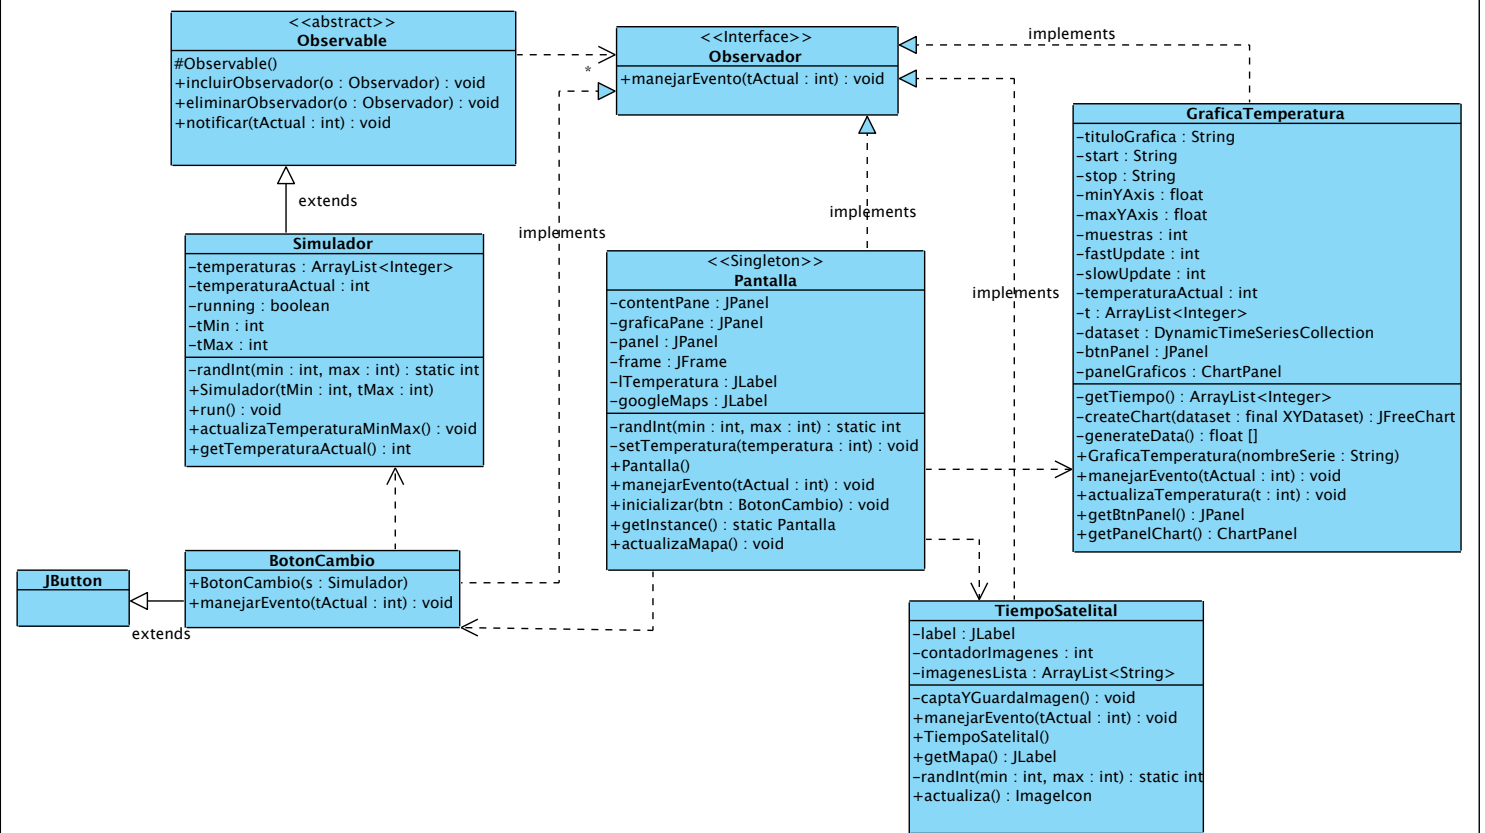 <<abstract>>
Observable
#Observable()
+incluirObservador(o : Observador) : void
+eliminarObservador(o : Observador) : void
+notificar(tActual : int) : void
<<Interface>>
Observador
+manejarEvento(tActual : int) : void
*
implements
GraficaTemperatura
-tituloGrafica : String
-start : String
-stop : String
-minYAxis : float
-maxYAxis : float
-muestras : int
-fastUpdate : int
-slowUpdate : int
-temperaturaActual : int
-t : ArrayList<Integer>
-dataset : DynamicTimeSeriesCollection
-btnPanel : JPanel
-panelGraficos : ChartPanel
-getTiempo() : ArrayList<Integer>
-createChart(dataset : final XYDataset) : JFreeChart
-generateData() : float []
+GraficaTemperatura(nombreSerie : String)
+manejarEvento(tActual : int) : void
+actualizaTemperatura(t : int) : void
+getBtnPanel() : JPanel
+getPanelChart() : ChartPanel
extends
implements
implements
implements
Simulador
-temperaturas : ArrayList<Integer>
-temperaturaActual : int
-running : boolean
-tMin : int
-tMax : int
-randInt(min : int, max : int) : static int
+Simulador(tMin : int, tMax : int)
+run() : void
+actualizaTemperaturaMinMax() : void
+getTemperaturaActual() : int
<<Singleton>>
Pantalla
-contentPane : JPanel
-graficaPane : JPanel
-panel : JPanel
-frame : JFrame
-lTemperatura : JLabel
-googleMaps : JLabel
-randInt(min : int, max : int) : static int
-setTemperatura(temperatura : int) : void
+Pantalla()
+manejarEvento(tActual : int) : void
+inicializar(btn : BotonCambio) : void
+getInstance() : static Pantalla
+actualizaMapa() : void
JButton
extends
BotonCambio
+BotonCambio(s : Simulador)
+manejarEvento(tActual : int) : void
TiempoSatelital
-label : JLabel
-contadorImagenes : int
-imagenesLista : ArrayList<String>
-captaYGuardaImagen() : void
+manejarEvento(tActual : int) : void
+TiempoSatelital()
+getMapa() : JLabel
-randInt(min : int, max : int) : static int
+actualiza() : ImageIcon